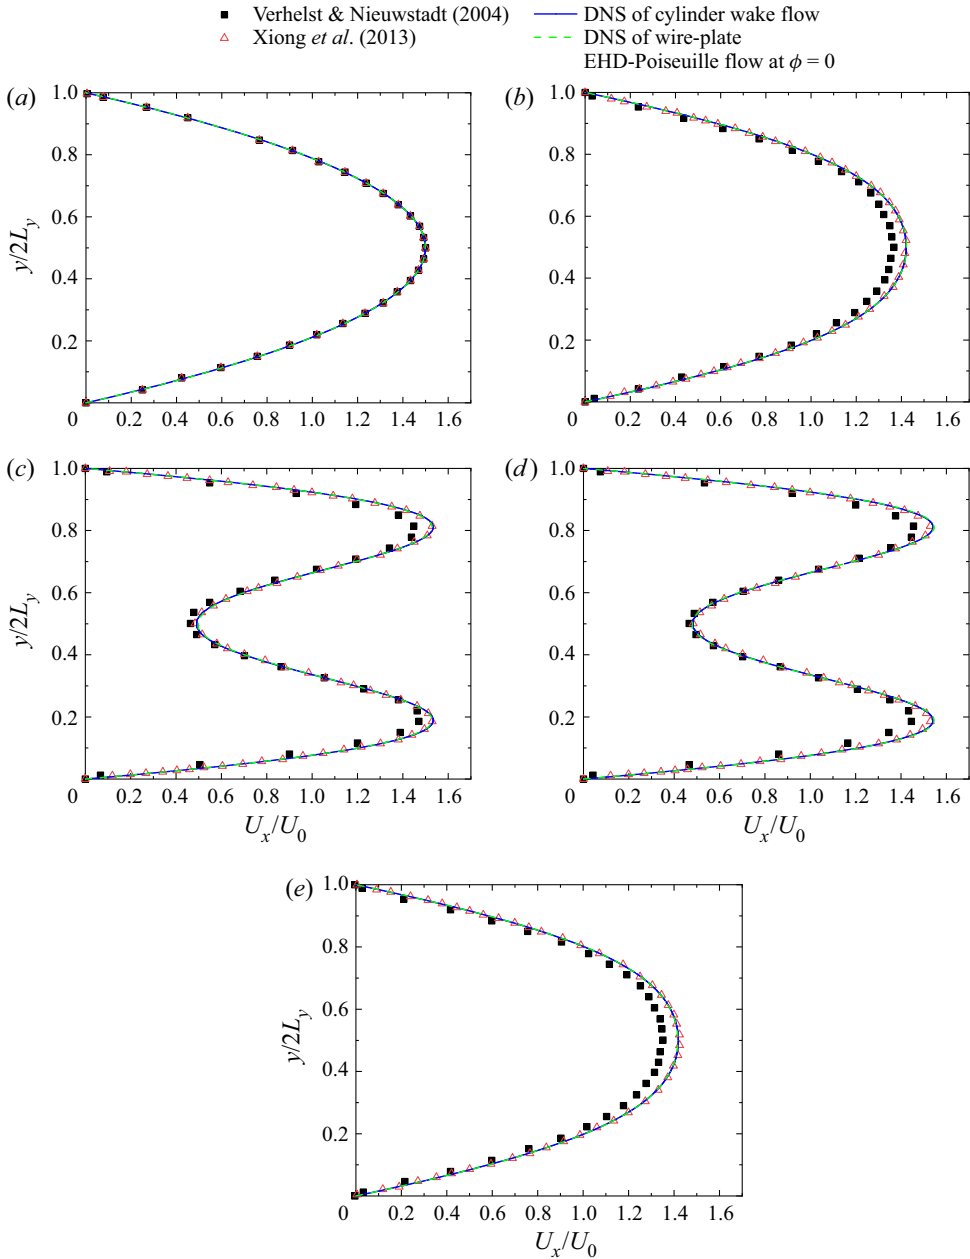 Verhelst & Nieuwstadt (2004)
Xiong et al. (2013)
DNS of cylinder wake flow
DNS of wire-plate
EHD-Poiseuille flow at ϕ = 0
(a)
1.0
0.8
0.6
0.4
0.2
y/2L_y
0 0.2 0.4 0.6 0.8 1.0 1.2 1.4 1.6
(b)
1.0
0.8
0.6
0.4
0.2
0 0.2 0.4 0.6 0.8 1.0 1.2 1.4 1.6
(c)
1.0
0.8
0.6
0.4
0.2
y/2L_y
0 0.2 0.4 0.6 0.8 1.0 1.2 1.4 1.6
U_x/U_0
(d)
1.0
0.8
0.6
0.4
0.2
0 0.2 0.4 0.6 0.8 1.0 1.2 1.4 1.6
U_x/U_0
(e)
1.0
0.8
0.6
0.4
0.2
y/2L_y
0 0.2 0.4 0.6 0.8 1.0 1.2 1.4 1.6
U_x/U_0